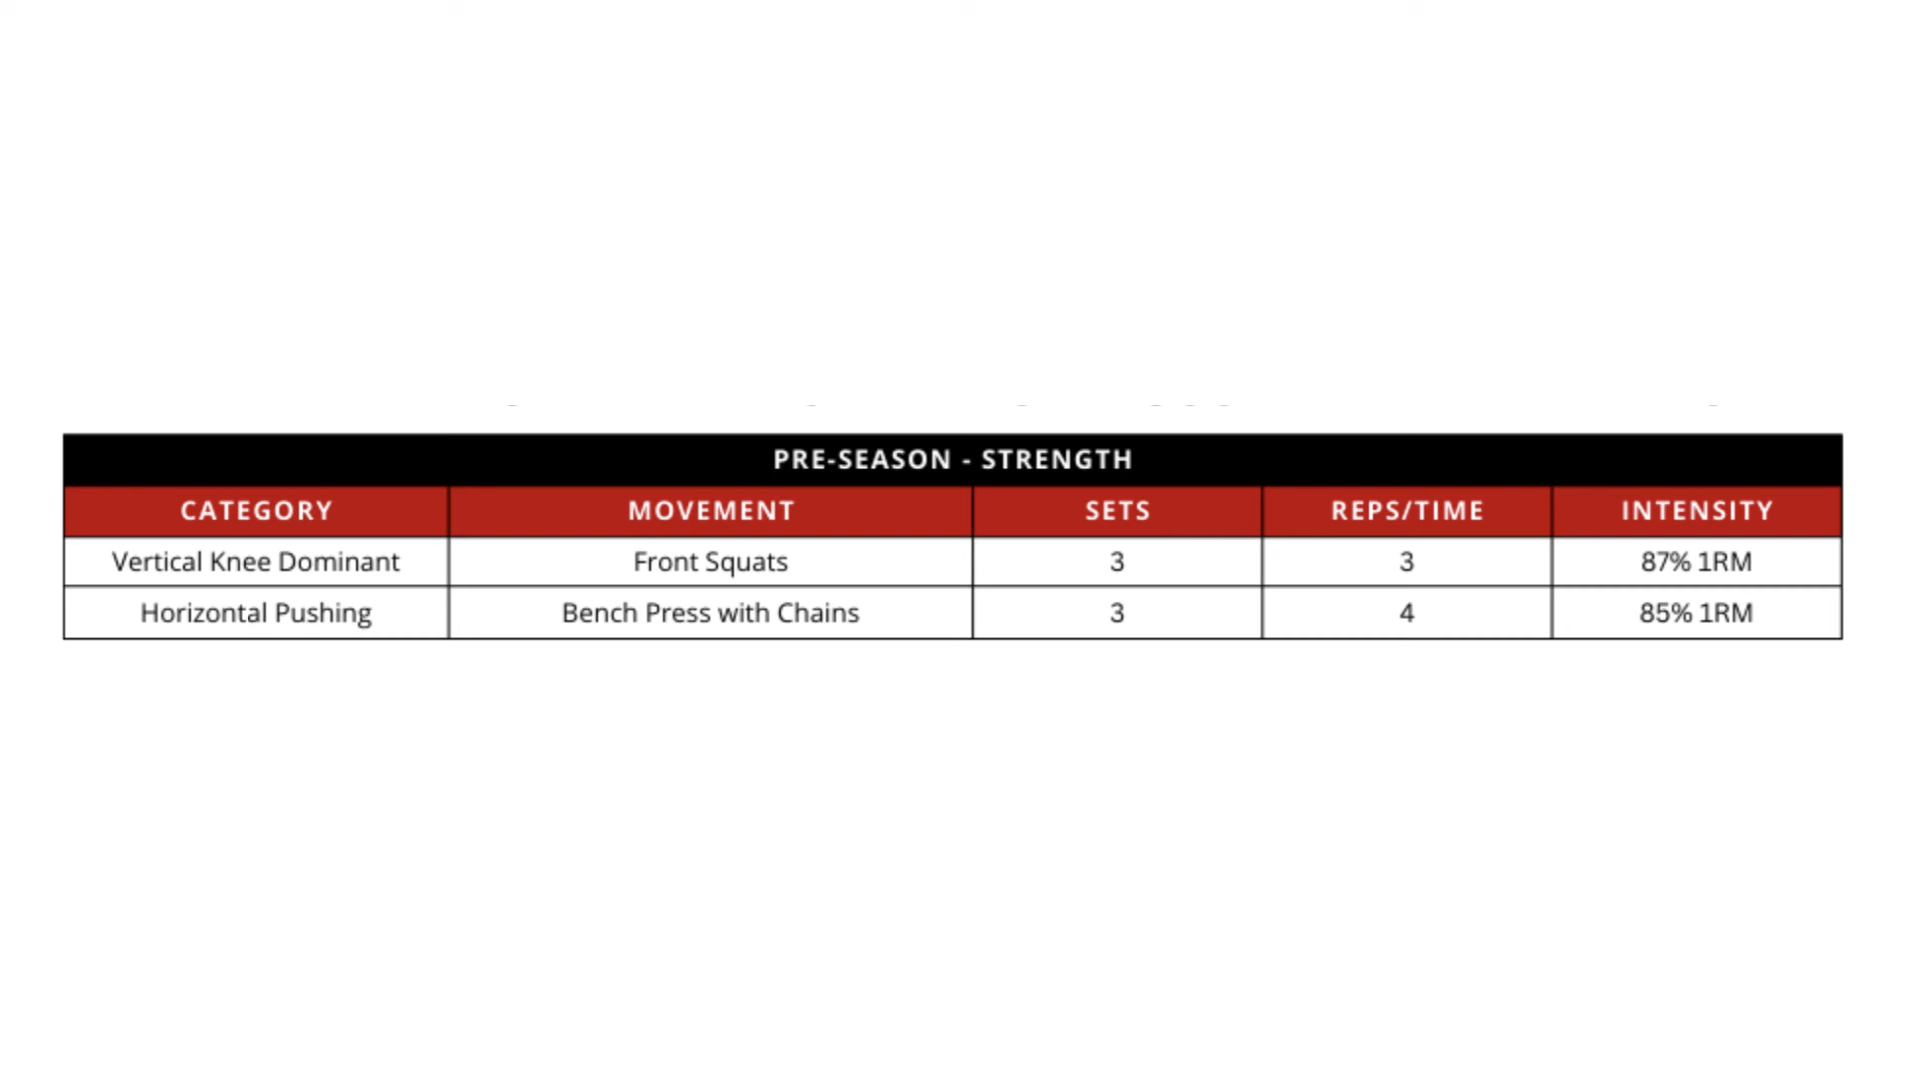 PRE-SEASON - STRENGTH
CATEGORY MOVEMENT SETS REPS/TIME INTENSITY
Vertical Knee Dominant Front Squats 3 3 87% 1RM
Horizontal Pushing Bench Press with Chains 3 4 85% 1RM